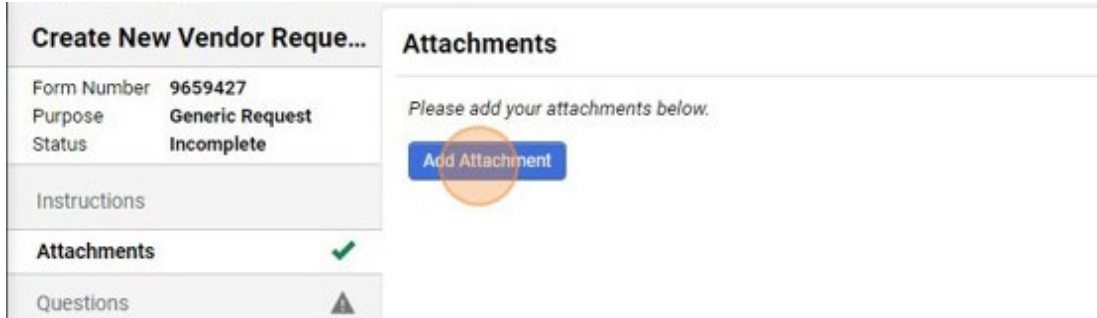 Create New Vendor Reque...
Form Number 9659427
Purpose Generic Request
Status Incomplete
Instructions
Attachments
Questions
Attachments
Please add your attachments below.
Add Attachment